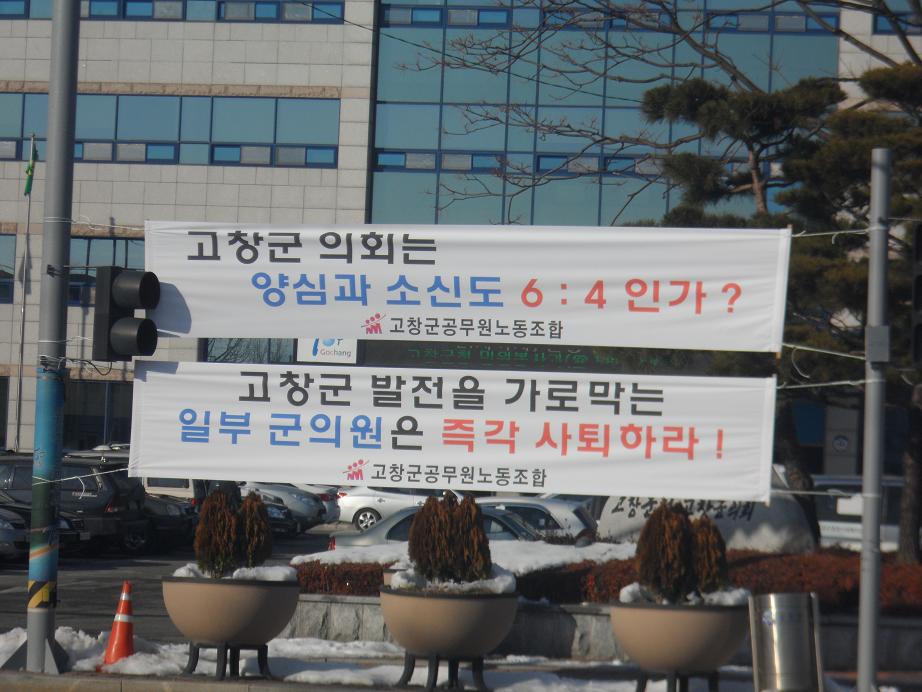 고창군 의회는
양심과 소신도 6 : 4 인가 ?
고창군공무원노동조합
Gochang
고창군 발전을 가로막는
일부 군의원은 즉각 사퇴하라 !
고창군공무원노동조합